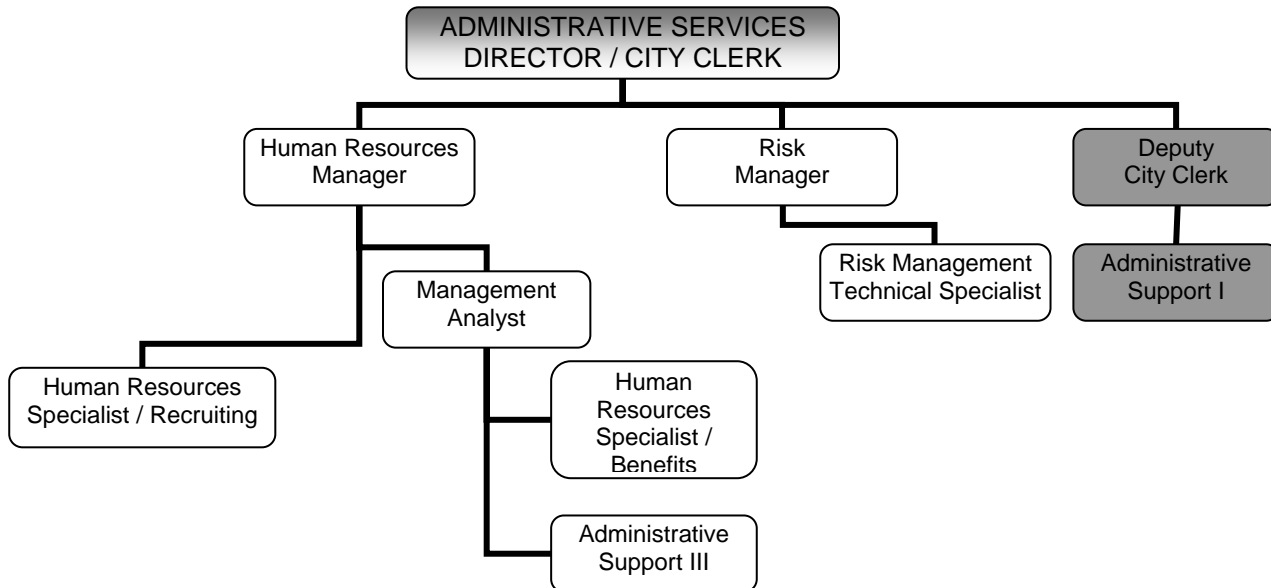 ADMINISTRATIVE SERVICES
DIRECTOR / CITY CLERK
Human Resources
Manager
Risk
Manager
Deputy
City Clerk
Risk Management
Technical Specialist
Administrative
Support I
Management
Analyst
Human Resources
Specialist / Recruiting
Human
Resources
Specialist /
Benefits
Administrative
Support III